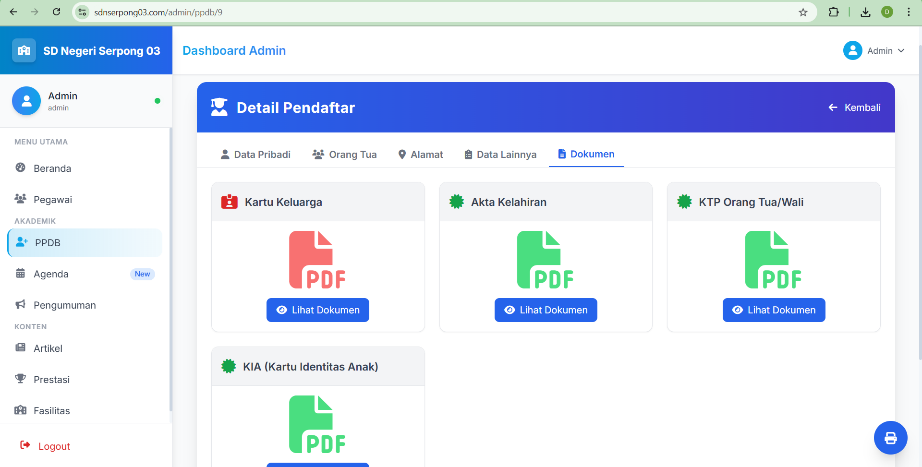 sdnserpong03.com/admin/ppdb/9
D
SD Negeri Serpong 03
Dashboard Admin
Admin
Admin
admin
Detail Pendaftar
Kembali
MENU UTAMA
Beranda
Pegawai
AKADEMIK
PPDB
Agenda
New
Pengumuman
KONTEN
Artikel
Prestasi
Fasilitas
Logout
Data Pribadi
Orang Tua
Alamat
Data Lainnya
Dokumen
Kartu Keluarga
PDF
Lihat Dokumen
Akta Kelahiran
PDF
Lihat Dokumen
KTP Orang Tua/Wali
PDF
Lihat Dokumen
KIA (Kartu Identitas Anak)
PDF